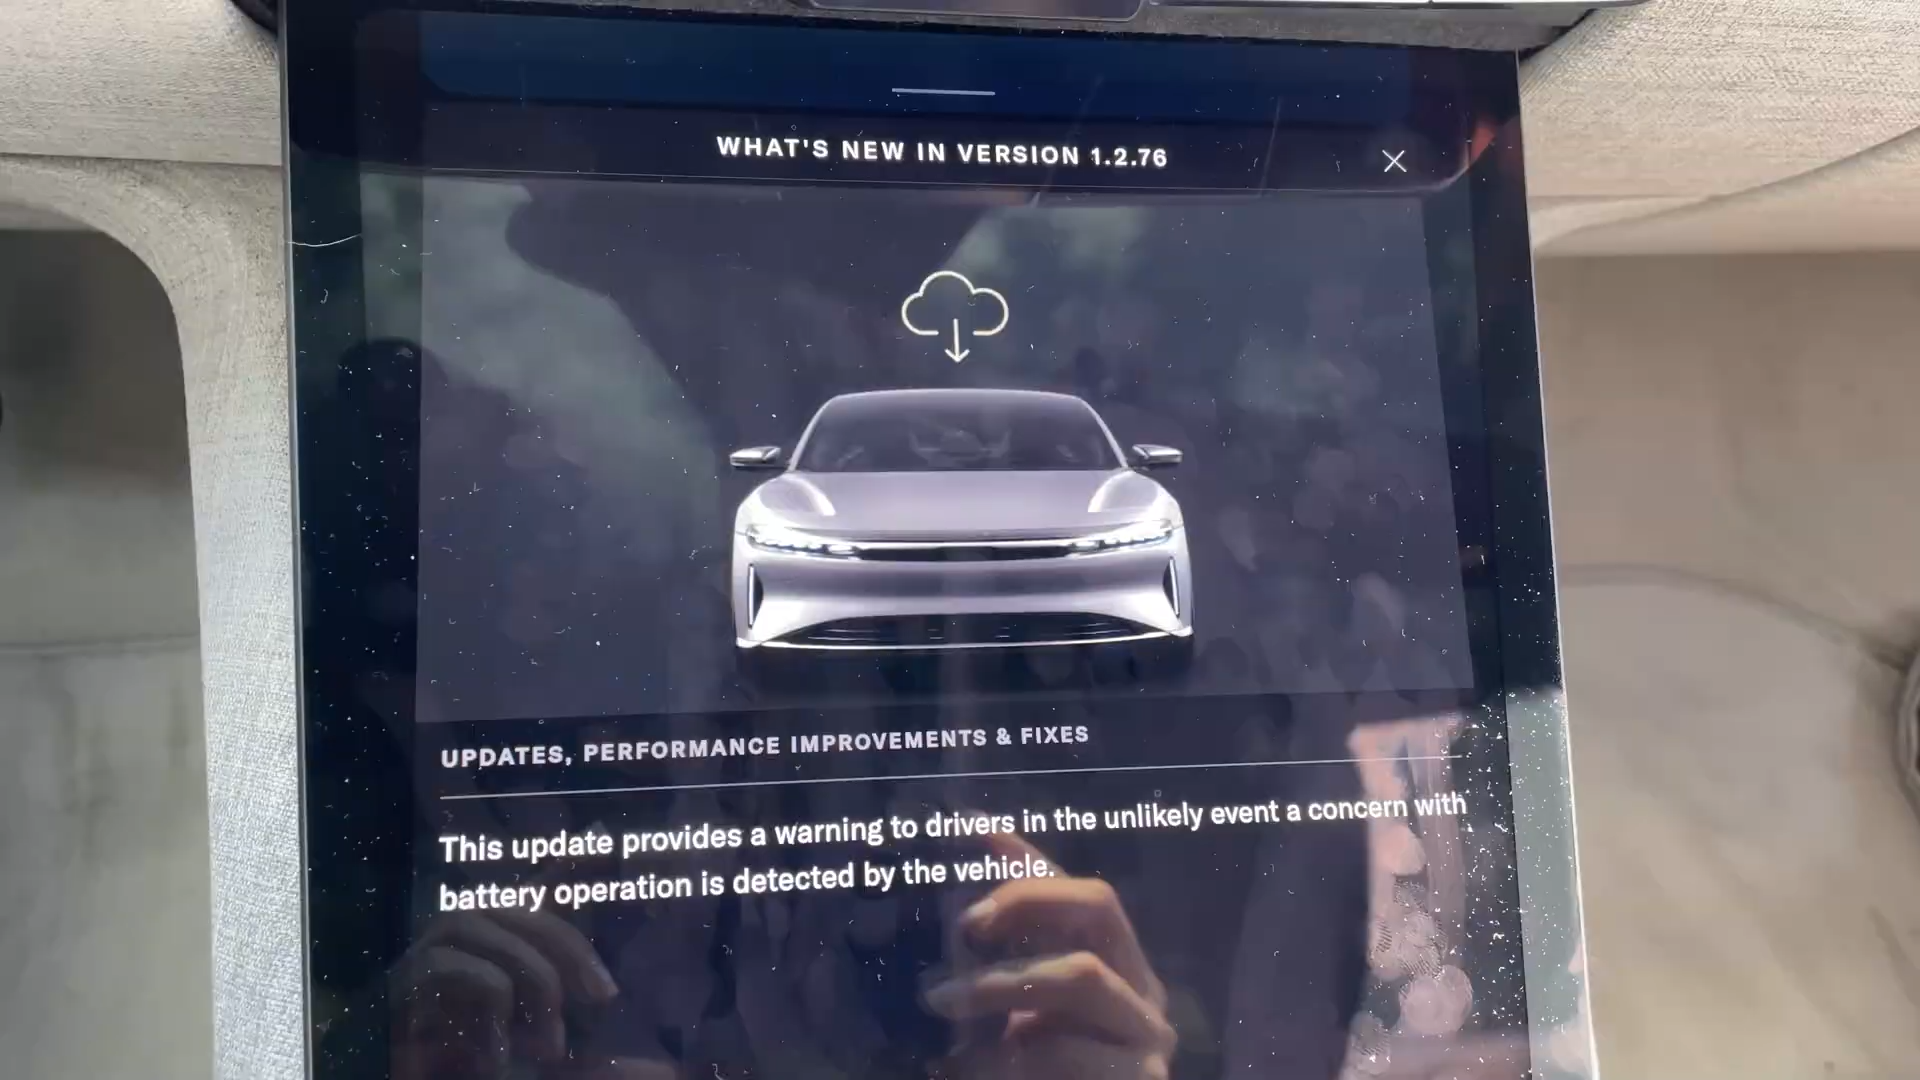 WHAT'S NEW IN VERSION 1.2.76
UPDATES, PERFORMANCE IMPROVEMENTS & FIXES
This update provides a warning to drivers in the unlikely event a concern with
battery operation is detected by the vehicle.